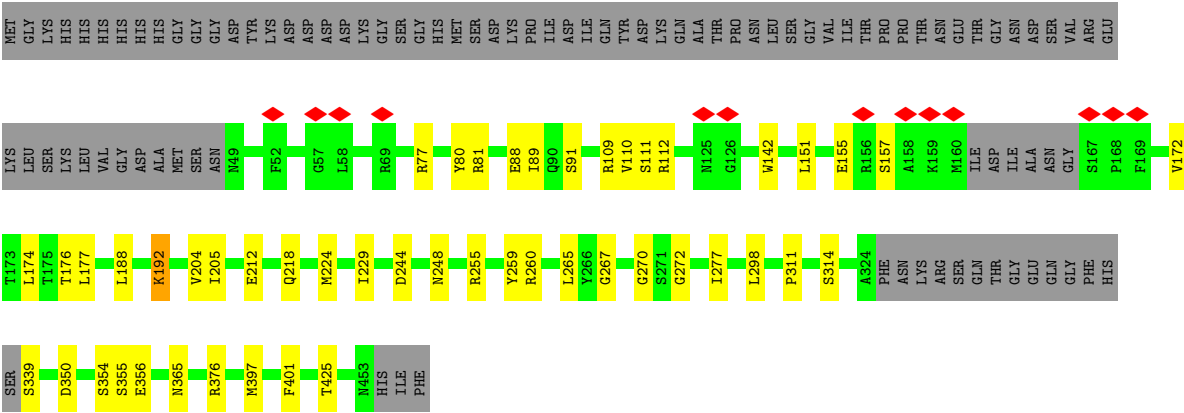 MET GLY LYS HIS HIS HIS HIS HIS HIS HIS GLY GLY GLY ASP TYR LYS ASP ASP ASP ASP LYS GLY SER GLY HIS MET SER ASP LYS PRO ILE ASP ILE GLN TYR ASP LYS GLN ALA THR PRO ASN LEU SER GLY VAL ILE THR PRO PRO THR ASN GLU THR GLY ASN ASP SER VAL ARG GLU
LYS LEU SER LYS LEU VAL GLY ASP ALA MET SER ASN N49 F52 G57 L58 R69 R77 Y80 R81 E88 I89 Q90 S91 R109 V110 S111 R112 N125 G126 W142 L151 E155 R156 S157 A158 K159 M160 ILE ASP ILE ALA ASN GLY S167 P168 F169 V172
T173 L174 T175 T176 L177 L188 K192 V204 I205 E212 Q218 M224 I229 D244 N248 R255 Y259 R260 L265 Y266 G267 G270 S271 G272 I277 L298 P311 S314 A324 PHE ASN LYS ARG SER GLN THR GLY GLU GLN GLY PHE HIS
SER S339 D350 S354 S355 E356 N365 R376 M397 F401 T425 N453 HIS ILE PHE